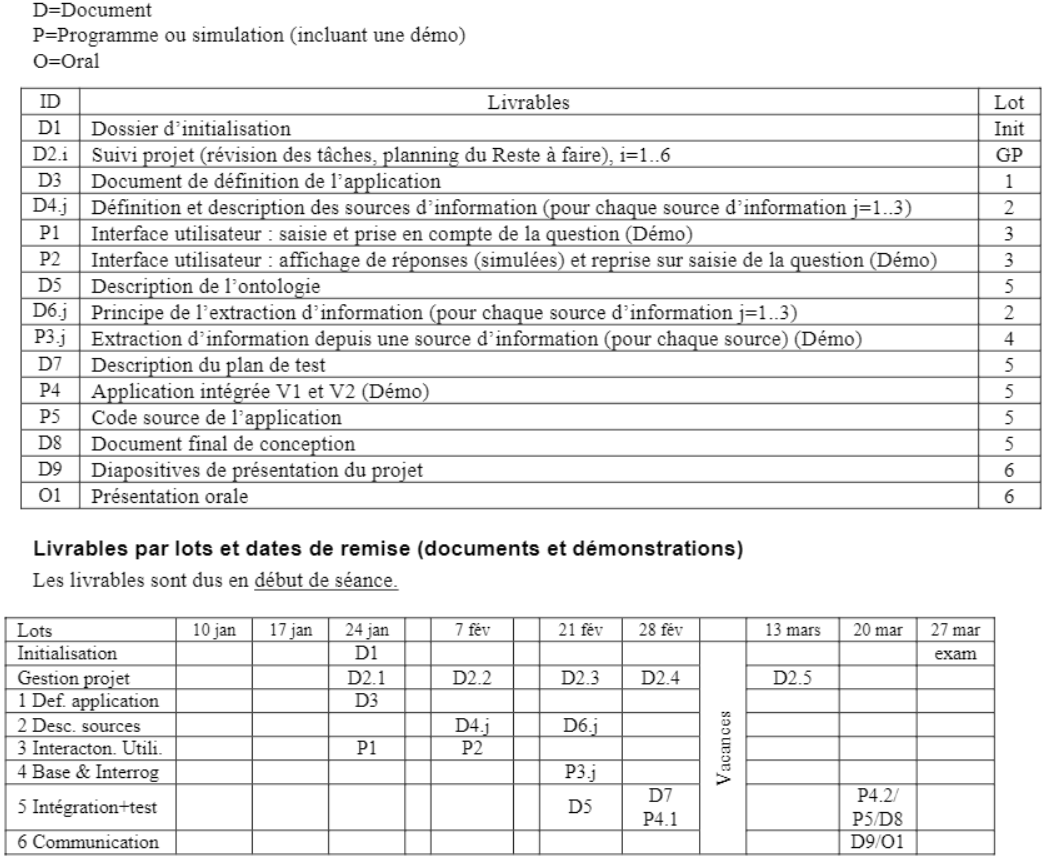 D=Document
P=Programme ou simulation (incluant une démo)
O=Oral
ID Livrables Lot
D1 Dossier d'initialisation Init
D2.i Suivi projet (révision des tâches, planning du Reste à faire), i=1..6 GP
D3 Document de définition de l'application 1
D4.j Définition et description des sources d'information (pour chaque source d'information j=1..3) 2
P1 Interface utilisateur : saisie et prise en compte de la question (Démo) 3
P2 Interface utilisateur : affichage de réponses (simulées) et reprise sur saisie de la question (Démo) 3
D5 Description de l'ontologie 5
D6.j Principe de l'extraction d'information (pour chaque source d'information j=1..3) 2
P3.j Extraction d'information depuis une source d'information (pour chaque source) (Démo) 4
D7 Description du plan de test 5
P4 Application intégrée V1 et V2 (Démo) 5
P5 Code source de l'application 5
D8 Document final de conception 5
D9 Diapositives de présentation du projet 6
O1 Présentation orale 6
Livrables par lots et dates de remise (documents et démonstrations)
Les livrables sont dus en début de séance.
Lots 10 jan 17 jan 24 jan 7 fév 21 fév 28 fév 13 mars 20 mar 27 mar
Initialisation D1 exam
Gestion projet D2.1 D2.2 D2.3 D2.4 D2.5
1 Def. application D3
2 Desc. sources D4.j D6.j
3 Interacton. Utili. P1 P2
Vacances
4 Base & Interrog P3.j
5 Intégration+test D5 D7 P4.2/
P4.1 P5/D8
6 Communication D9/O1